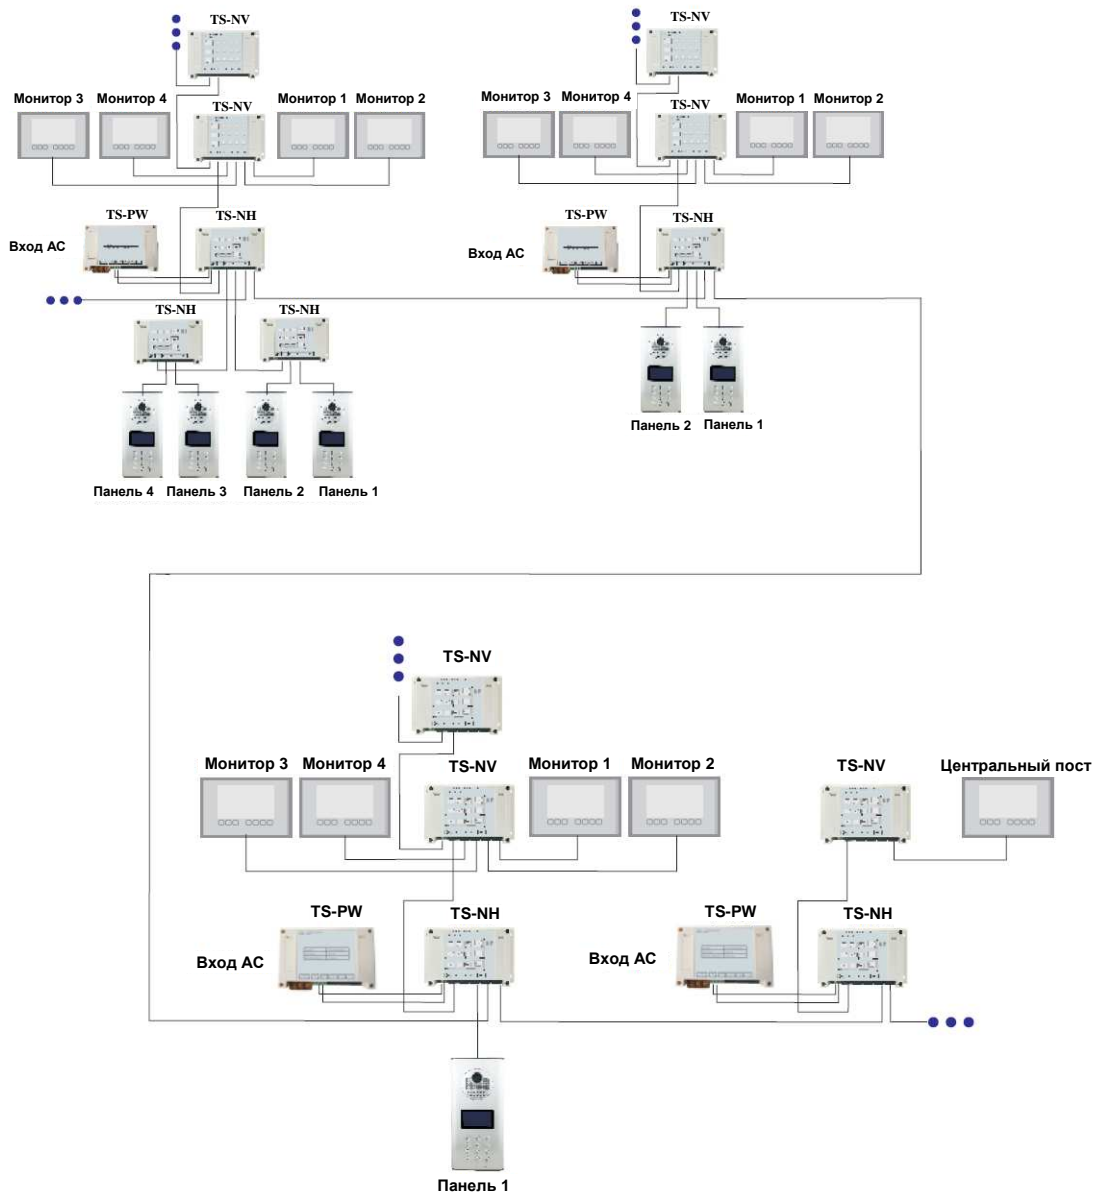 TS-NV
TS-NV
Монитор 3
Монитор 4
TS-NV
Монитор 1
Монитор 2
Монитор 3
Монитор 4
TS-NV
Монитор 1
Монитор 2
TS-PW
TS-NH
Вход АС
TS-PW
TS-NH
Вход АС
TS-NH
TS-NH
Панель 2
Панель 1
Панель 4
Панель 3
Панель 2
Панель 1
TS-NV
Монитор 3
Монитор 4
TS-NV
Монитор 1
Монитор 2
TS-NV
Центральный пост
TS-PW
TS-NH
Вход АС
TS-PW
TS-NH
Вход АС
Панель 1